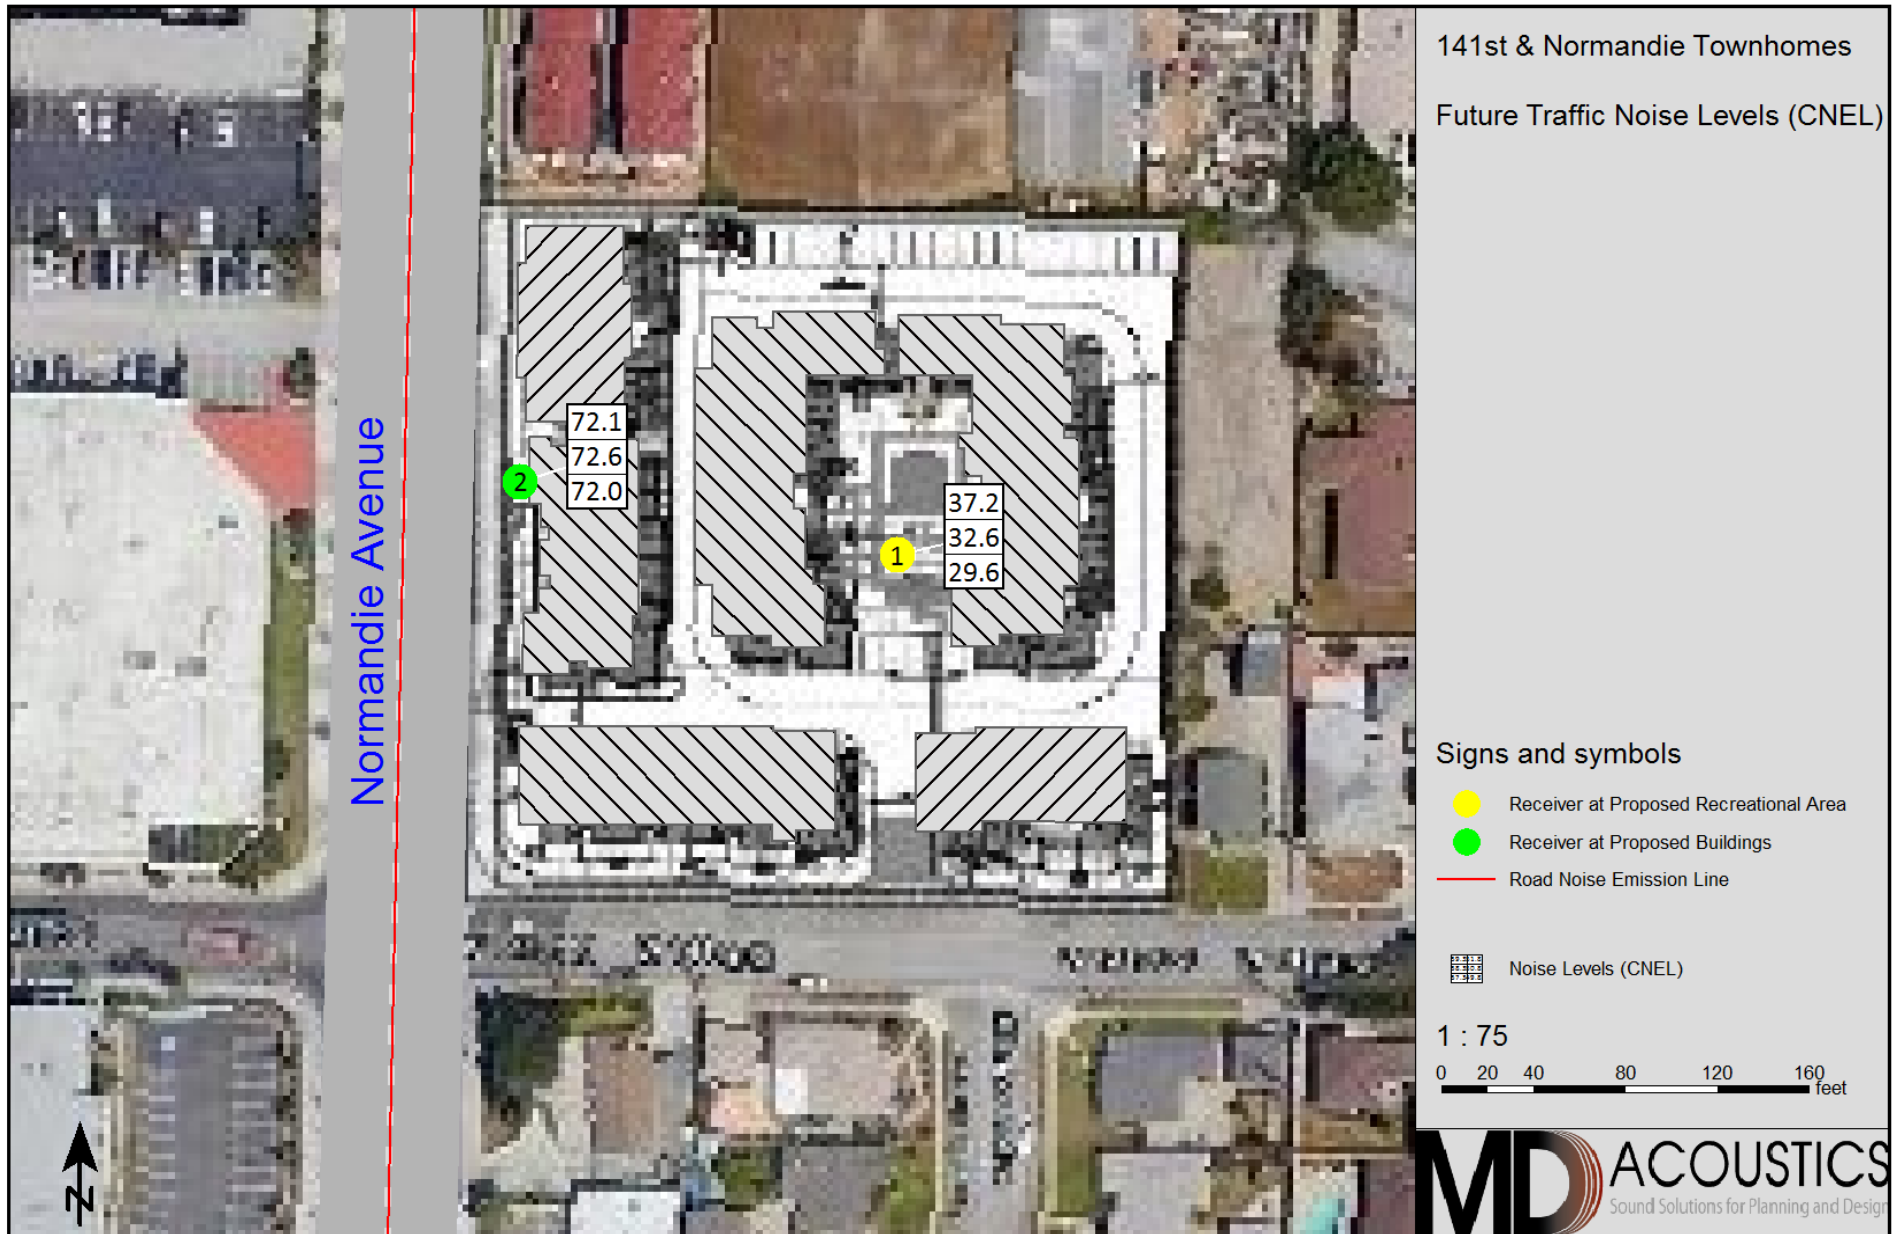 141st & Normandie Townhomes
Future Traffic Noise Levels (CNEL)
Normandie Avenue
72.1
72.6
72.0
2
37.2
32.6
29.6
1
Signs and symbols
Receiver at Proposed Recreational Area
Receiver at Proposed Buildings
Road Noise Emission Line
Noise Levels (CNEL)
1 : 75
0 20 40 80 120 160
feet
N
MD ACOUSTICS
Sound Solutions for Planning and Design